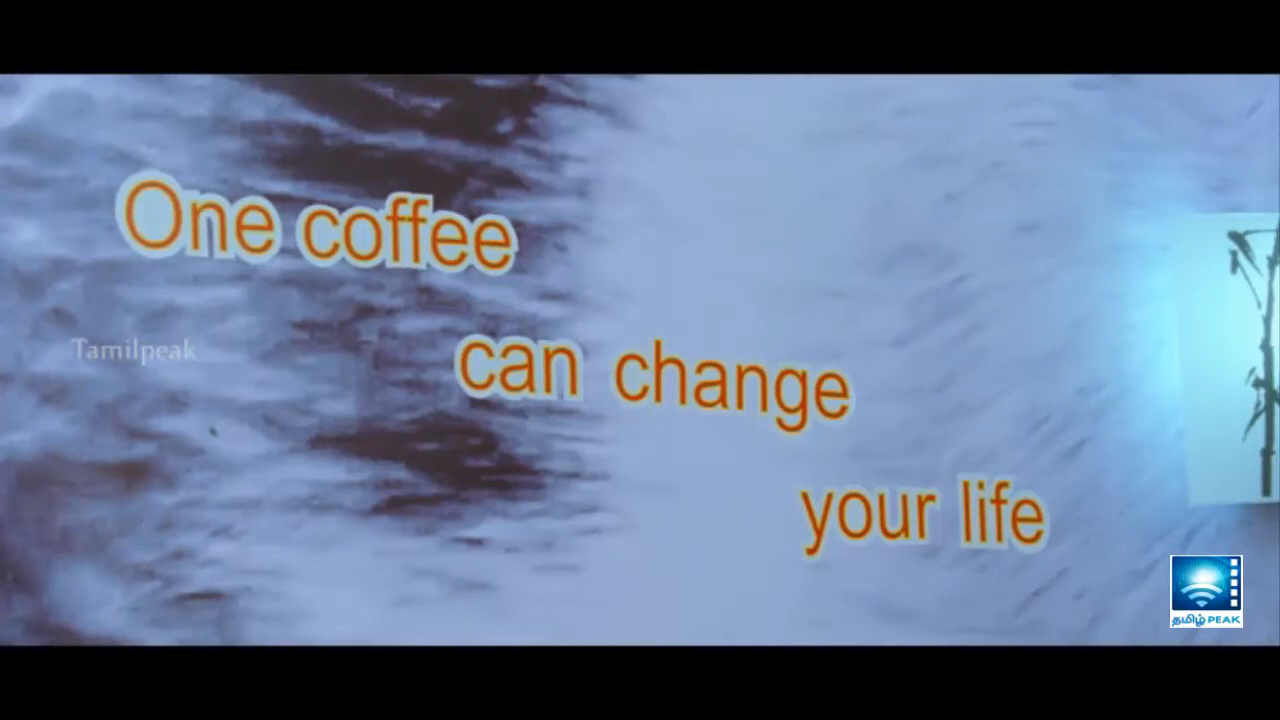 One coffee
can change
your life
Tamilpeak
தமிழ் PEAK